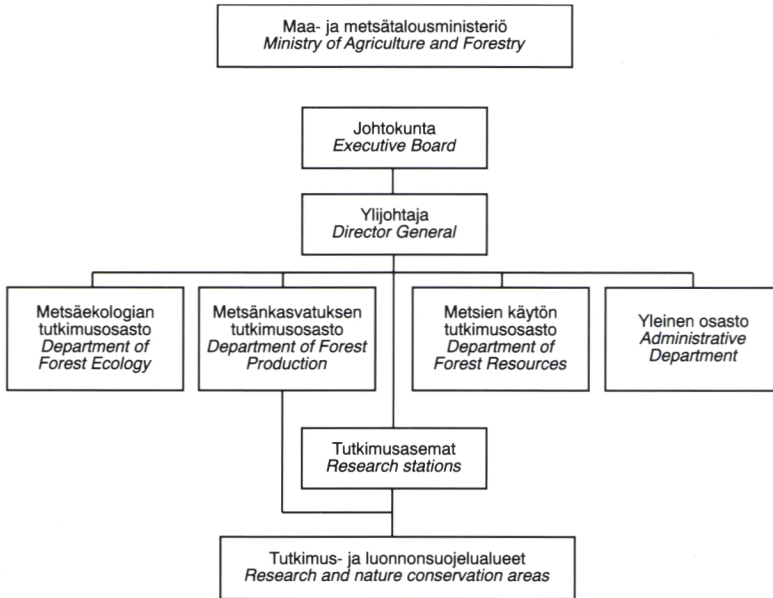 Maa- ja metsätalousministeriö
Ministry of Agriculture and Forestry
Johtokunta
Executive Board
Ylijohtaja
Director General
Metsäekologian
tutkimusosasto
Department of
Forest Ecology
Metsänkasvatuksen
tutkimusosasto
Department of Forest
Production
Metsien käytön
tutkimusosasto
Department of
Forest Resources
Yleinen osasto
Administrative
Department
Tutkimusasemat
Research stations
Tutkimus- ja luonnonsuojelualueet
Research and nature conservation areas